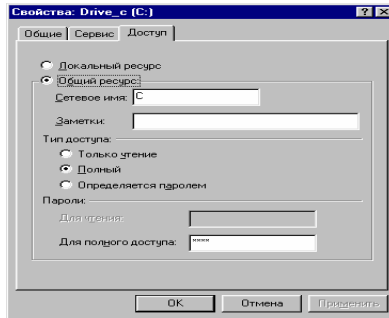 Свойства: Drive_c (C:)
Общие Сервис Доступ
Локальный ресурс
Общий ресурс:
Сетевое имя: C
Заметки:
Тип доступа:
Только чтение
Полный
Определяется паролем
Пароли:
Для чтения:
Для полного доступа: ****
OK Отмена Применить